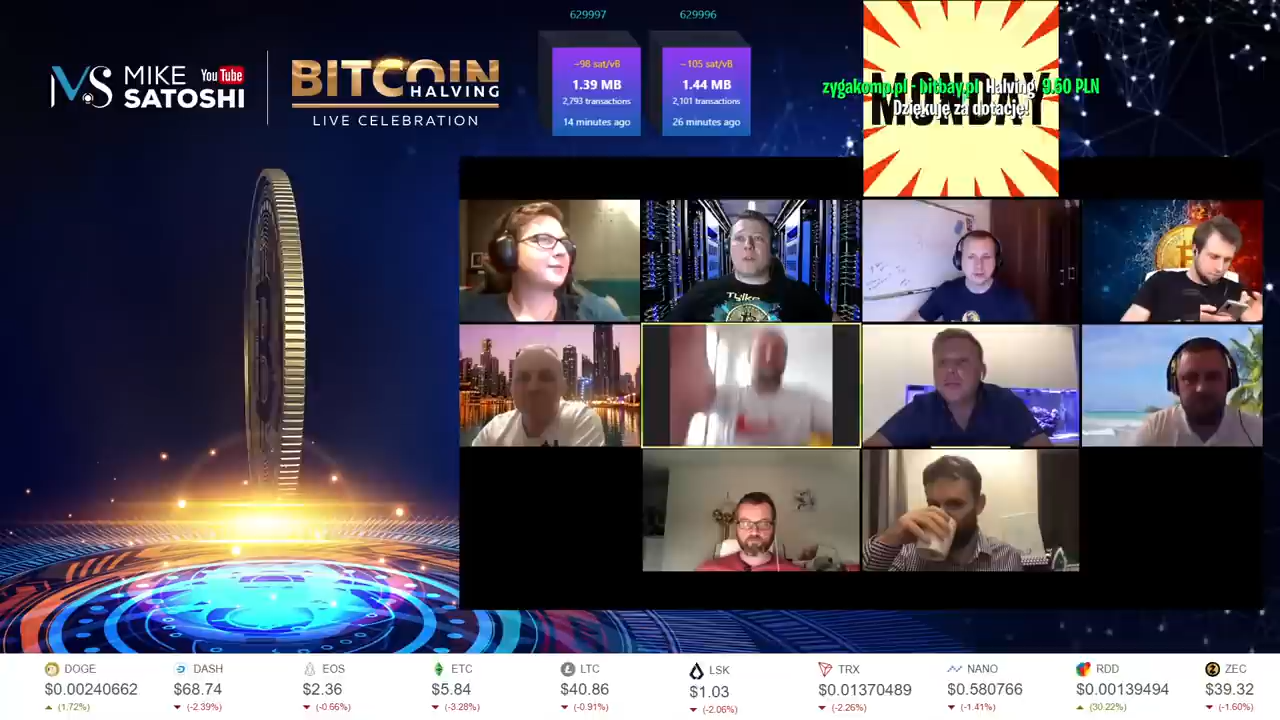 629997
629996
MS
MIKE SATOSHI
YouTube
BITCOIN
HALVING
LIVE CELEBRATION
~98 sat/vB
1.39 MB
2,793 transactions
14 minutes ago
~105 sat/vB
1.44 MB
2,101 transactions
26 minutes ago
MONDAY
zygakomp.pl - bitbay.pl Halving 9.50 PLN
Dziękuję za dotację!
Tylko
DOGE
$0.00240662
(1.72%)
DASH
$68.74
(-2.39%)
EOS
$2.36
(-0.66%)
ETC
$5.84
(-3.28%)
LTC
$40.86
(-0.91%)
LSK
$1.03
(-2.06%)
TRX
$0.01370489
(-2.26%)
NANO
$0.580766
(-1.41%)
RDD
$0.00139494
(30.22%)
ZEC
$39.32
(-1.60%)